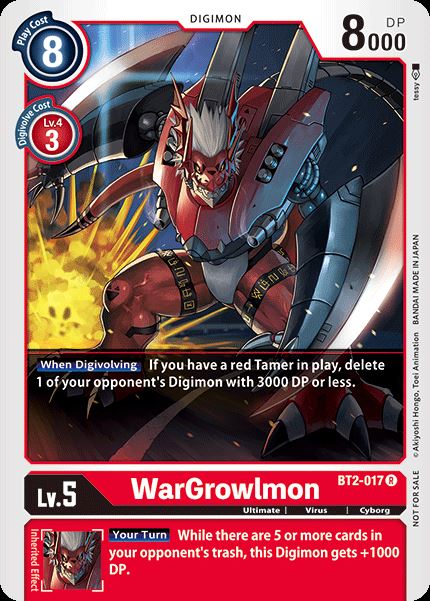 Play Cost
8
DIGIMON
DP
8000
Digivolve Cost
Lv.4
3
tessy
When Digivolving If you have a red Tamer in play, delete
1 of your opponent's Digimon with 3000 DP or less.
Lv.5
WarGrowlmon
BT2-017 R
Ultimate | Virus | Cyborg
Inherited Effect
Your Turn While there are 5 or more cards in
your opponent's trash, this Digimon gets +1000
DP.
© Akiyoshi Hongo, Toei Animation BANDAI MADE IN JAPAN
NOT FOR SALE